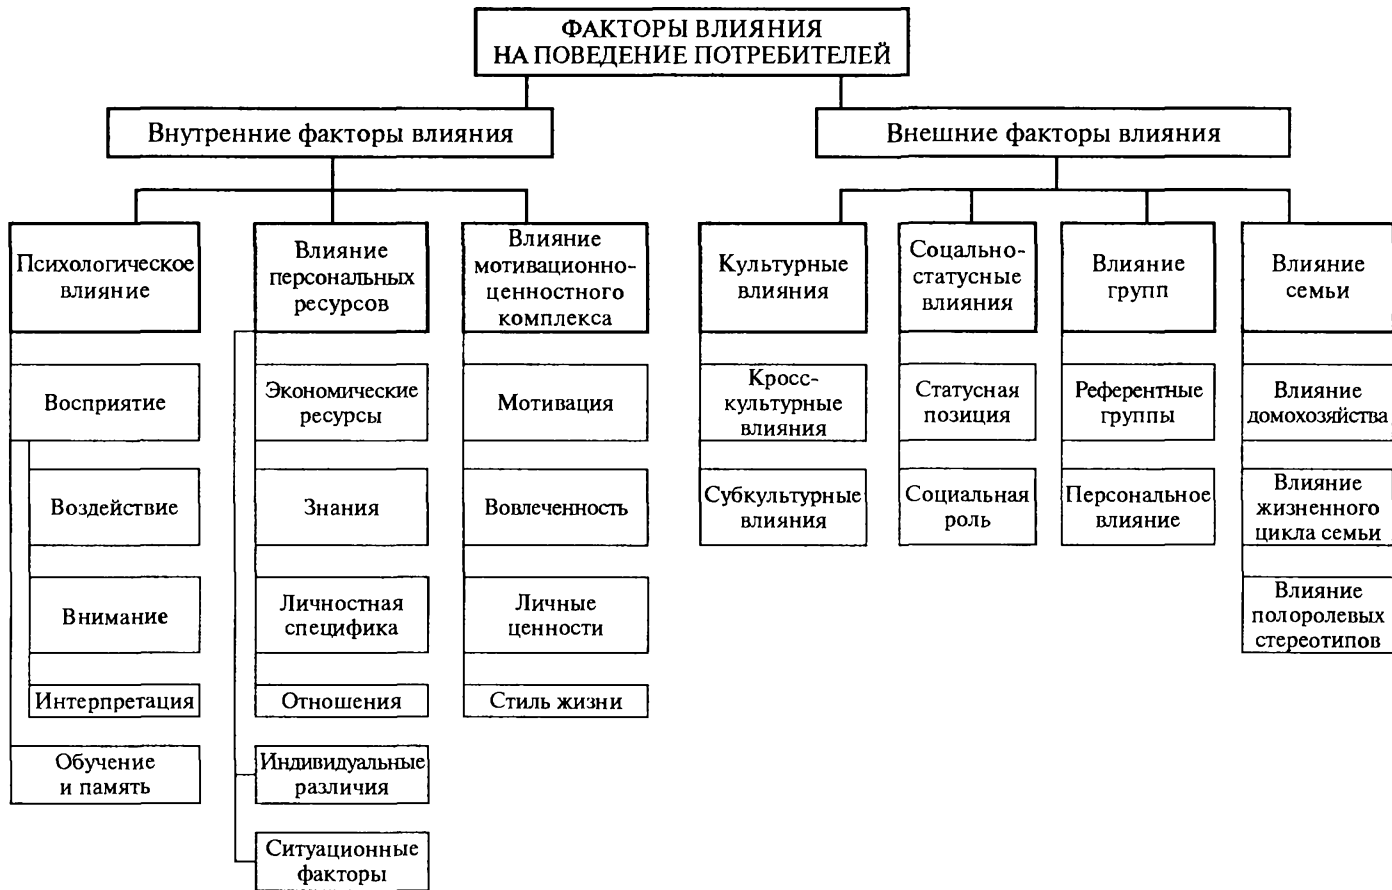 ФАКТОРЫ ВЛИЯНИЯ
НА ПОВЕДЕНИЕ ПОТРЕБИТЕЛЕЙ
Внутренние факторы влияния
Внешние факторы влияния
Психологическое
влияние
Влияние
персональных
ресурсов
Влияние
мотивационно-
ценностного
комплекса
Культурные
влияния
Соцально-
статусные
влияния
Влияние
групп
Влияние
семьи
Восприятие
Экономические
ресурсы
Мотивация
Кросс-
культурные
влияния
Статусная
позиция
Референтные
группы
Влияние
домохозяйства
Воздействие
Знания
Вовлеченность
Субкультурные
влияния
Социальная
роль
Персональное
влияние
Влияние
жизненного
цикла семьи
Внимание
Личностная
специфика
Личные
ценности
Влияние
полоролевых
стереотипов
Интерпретация
Отношения
Стиль жизни
Обучение
и память
Индивидуальные
различия
Ситуационные
факторы